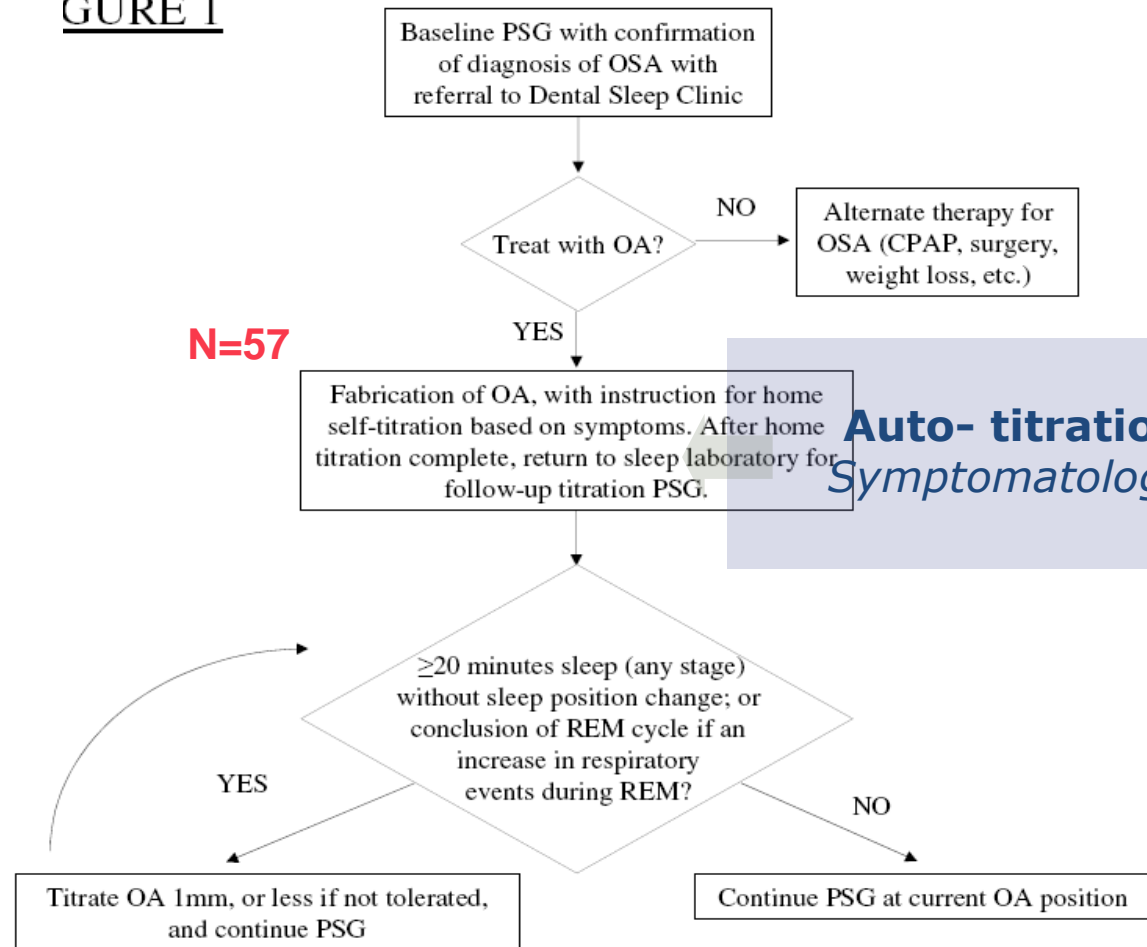 GURE 1
Baseline PSG with confirmation
of diagnosis of OSA with
referral to Dental Sleep Clinic
Treat with OA?
NO
Alternate therapy for
OSA (CPAP, surgery,
weight loss, etc.)
YES
N=57
Fabrication of OA, with instruction for home
self-titration based on symptoms. After home
titration complete, return to sleep laboratory for
follow-up titration PSG.
Auto- titratio
Symptomatolog
≥20 minutes sleep (any stage)
without sleep position change; or
conclusion of REM cycle if an
increase in respiratory
events during REM?
YES
NO
Titrate OA 1mm, or less if not tolerated,
and continue PSG
Continue PSG at current OA position